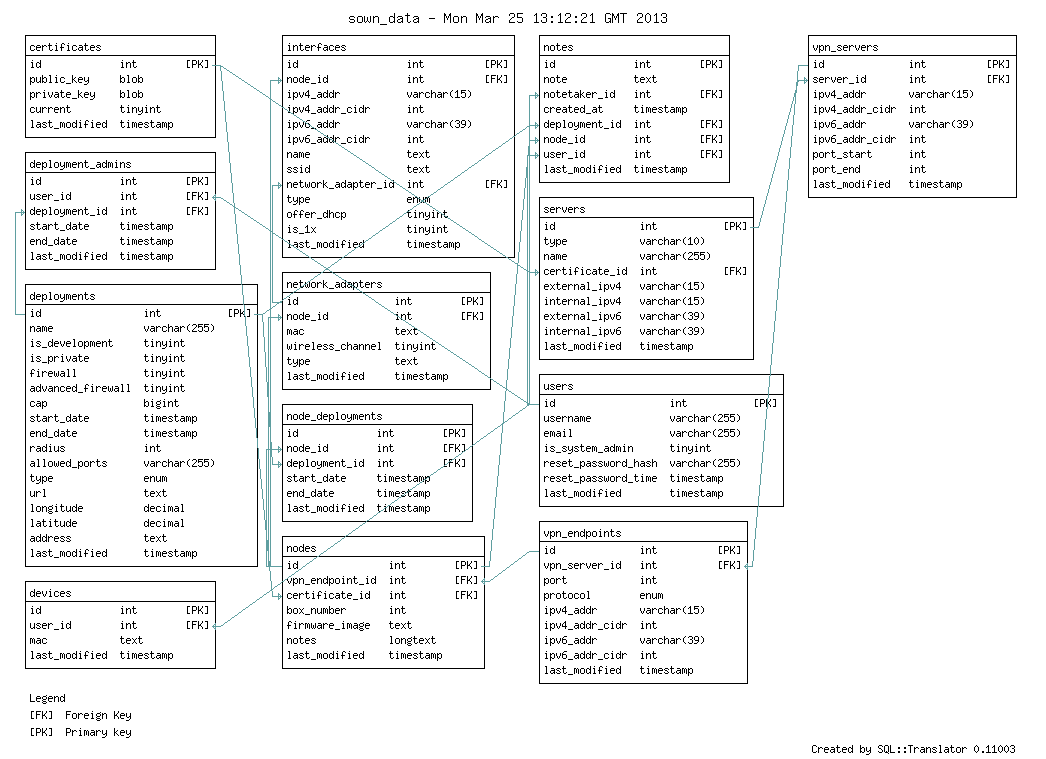 sown_data - Mon Mar 25 13:12:21 GMT 2013
certificates
id int [PK]
public_key blob
private_key blob
current tinyint
last_modified timestamp
deployment_admins
id int [PK]
user_id int [FK]
deployment_id int [FK]
start_date timestamp
end_date timestamp
last_modified timestamp
deployments
id int [PK]
name varchar(255)
is_development tinyint
is_private tinyint
firewall tinyint
advanced_firewall tinyint
cap bigint
start_date timestamp
end_date timestamp
radius int
allowed_ports varchar(255)
type enum
url text
longitude decimal
latitude decimal
address text
last_modified timestamp
devices
id int [PK]
user_id int [FK]
mac text
last_modified timestamp
interfaces
id int [PK]
node_id int [FK]
ipv4_addr varchar(15)
ipv4_addr_cidr int
ipv6_addr varchar(39)
ipv6_addr_cidr int
name text
ssid text
network_adapter_id int [FK]
type enum
offer_dhcp tinyint
is_1x tinyint
last_modified timestamp
network_adapters
id int [PK]
node_id int [FK]
mac text
wireless_channel tinyint
type text
last_modified timestamp
node_deployments
id int [PK]
node_id int [FK]
deployment_id int [FK]
start_date timestamp
end_date timestamp
last_modified timestamp
nodes
id int [PK]
vpn_endpoint_id int [FK]
certificate_id int [FK]
box_number int
firmware_image text
notes longtext
last_modified timestamp
notes
id int [PK]
note text
notetaker_id int [FK]
created_at timestamp
deployment_id int [FK]
node_id int [FK]
user_id int [FK]
last_modified timestamp
servers
id int [PK]
type varchar(10)
name varchar(255)
certificate_id int [FK]
external_ipv4 varchar(15)
internal_ipv4 varchar(15)
external_ipv6 varchar(39)
internal_ipv6 varchar(39)
last_modified timestamp
users
id int [PK]
username varchar(255)
email varchar(255)
is_system_admin tinyint
reset_password_hash varchar(255)
reset_password_time timestamp
last_modified timestamp
vpn_endpoints
id int [PK]
vpn_server_id int [FK]
port int
protocol enum
ipv4_addr varchar(15)
ipv4_addr_cidr int
ipv6_addr varchar(39)
ipv6_addr_cidr int
last_modified timestamp
vpn_servers
id int [PK]
server_id int [FK]
ipv4_addr varchar(15)
ipv4_addr_cidr int
ipv6_addr varchar(39)
ipv6_addr_cidr int
port_start int
port_end int
last_modified timestamp
Legend
[FK] Foreign Key
[PK] Primary key
Created by SQL::Translator 0.11003